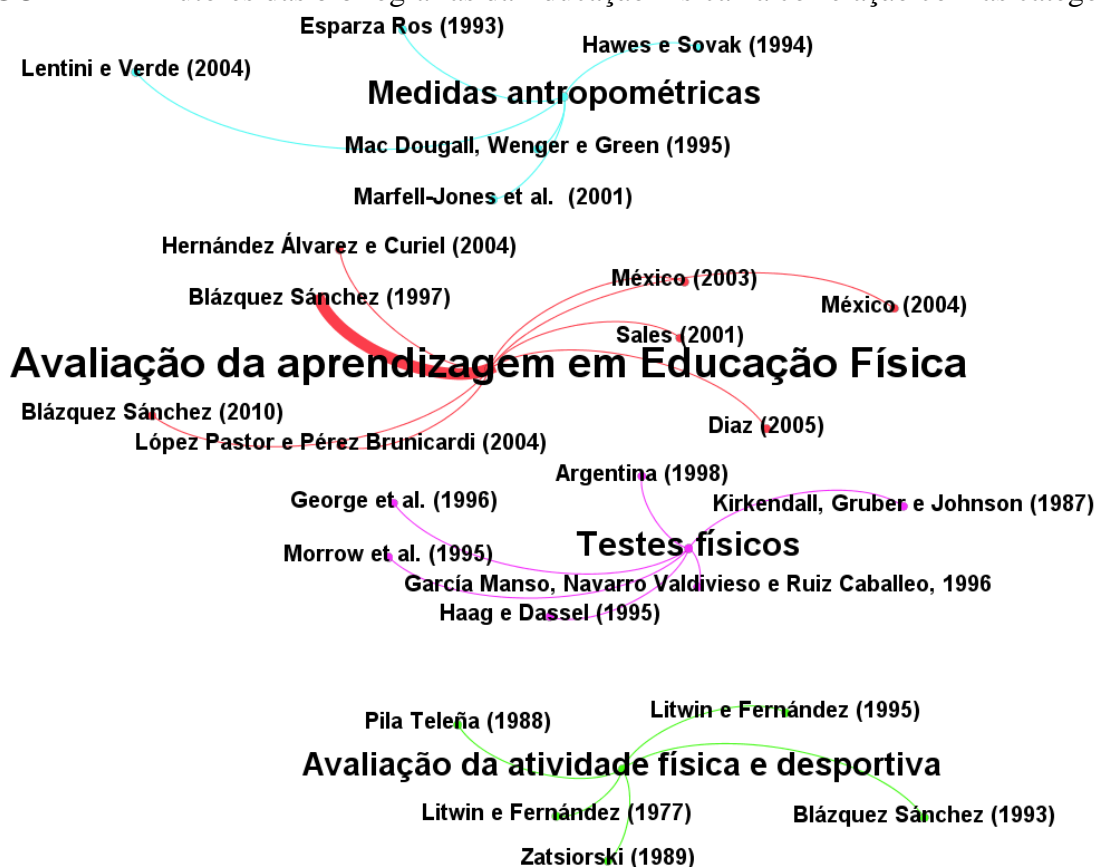 Esparza Ros (1993)
Hawes e Sovak (1994)
Lentini e Verde (2004)
Medidas antropométricas
Mac Dougall, Wenger e Green (1995)
Marfell-Jones et al. (2001)
Hernández Álvarez e Curiel (2004)
México (2003)
Blázquez Sánchez (1997)
México (2004)
Sales (2001)
Avaliação da aprendizagem em Educação Física
Blázquez Sánchez (2010)
Diaz (2005)
López Pastor e Pérez Brunicardi (2004)
Argentina (1998)
George et al. (1996)
Kirkendall, Gruber e Johnson (1987)
Testes físicos
Morrow et al. (1995)
García Manso, Navarro Valdivieso e Ruiz Caballeo, 1996
Haag e Dassel (1995)
Litwin e Fernández (1995)
Pila Teleña (1988)
Avaliação da atividade física e desportiva
Litwin e Fernández (1977)
Blázquez Sánchez (1993)
Zatsiorski (1989)